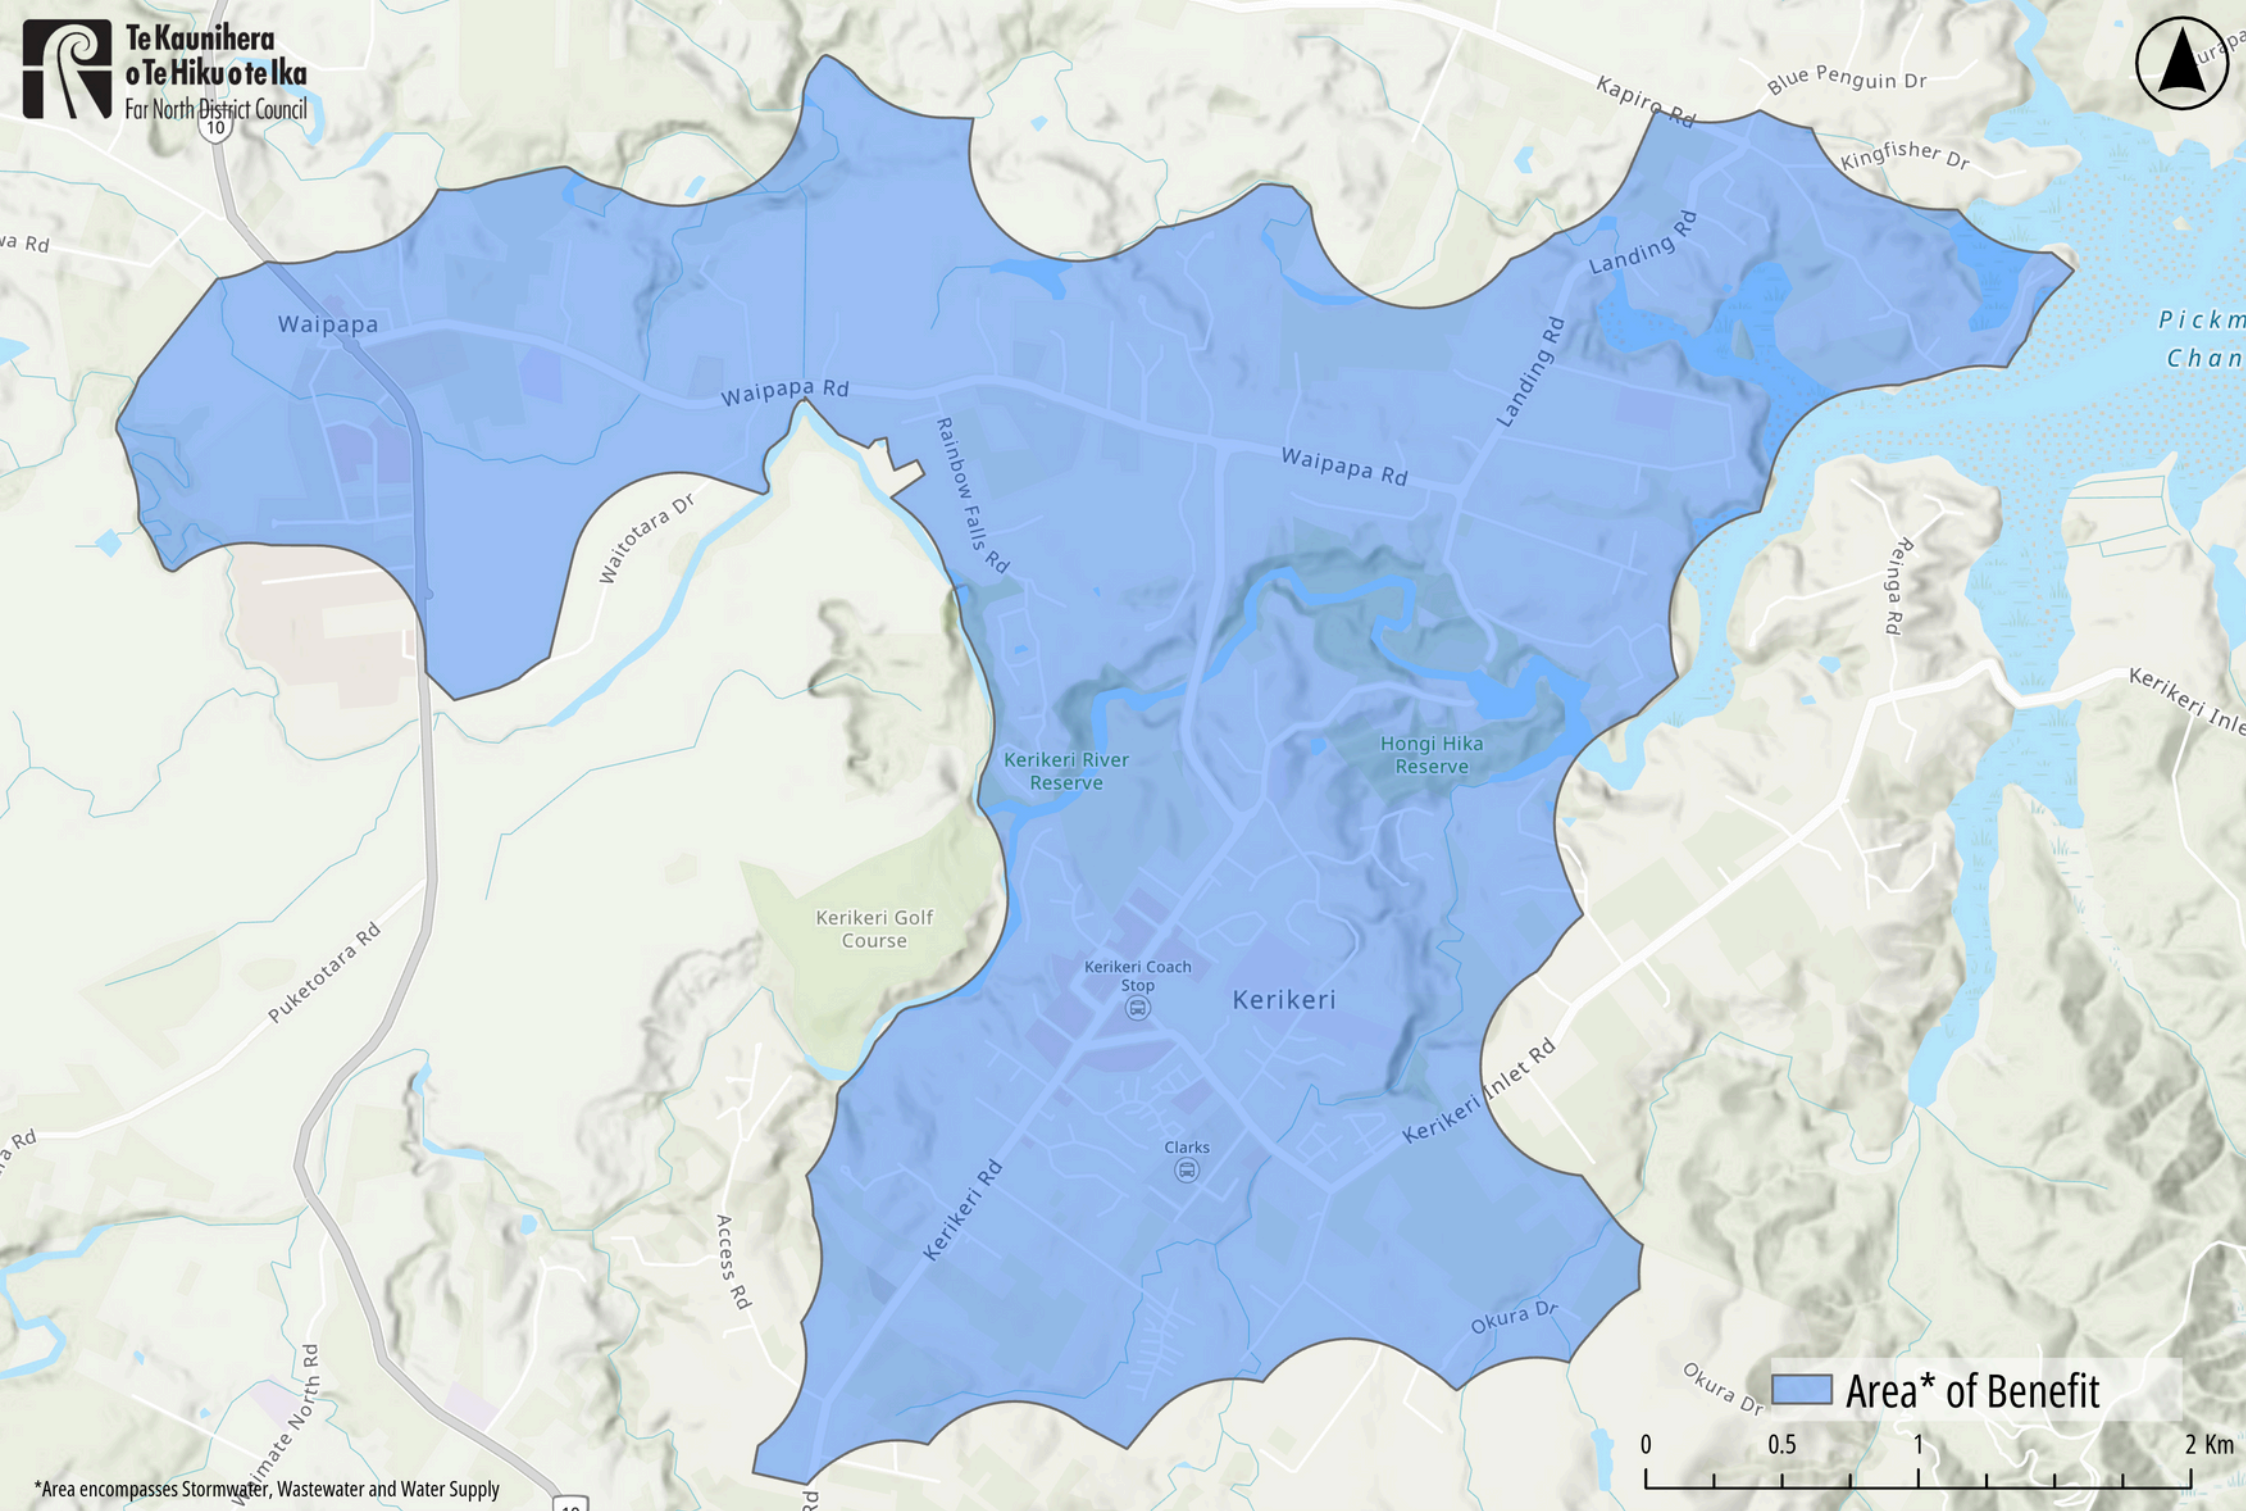 Te Kaunihera
o Te Hiku o te Ika
Far North District Council
10
Kapiro Rd
Blue Penguin Dr
Kingfisher Dr
Landing Rd
Waipapa
Landing Rd
Waipapa Rd
Rainbow Falls Rd
Waipapa Rd
Waitotara Dr
Reinga Rd
Kerikeri River
Reserve
Hongi Hika
Reserve
Kerikeri Golf
Course
Puketotara Rd
Kerikeri Coach
Stop
Kerikeri
Kerikeri Inlet Rd
Clarks
Kerikeri Rd
Access Rd
Okura Dr
Okura Dr
Waimate North Rd
Area* of Benefit
0 0.5 1 2 Km
*Area encompasses Stormwater, Wastewater and Water Supply